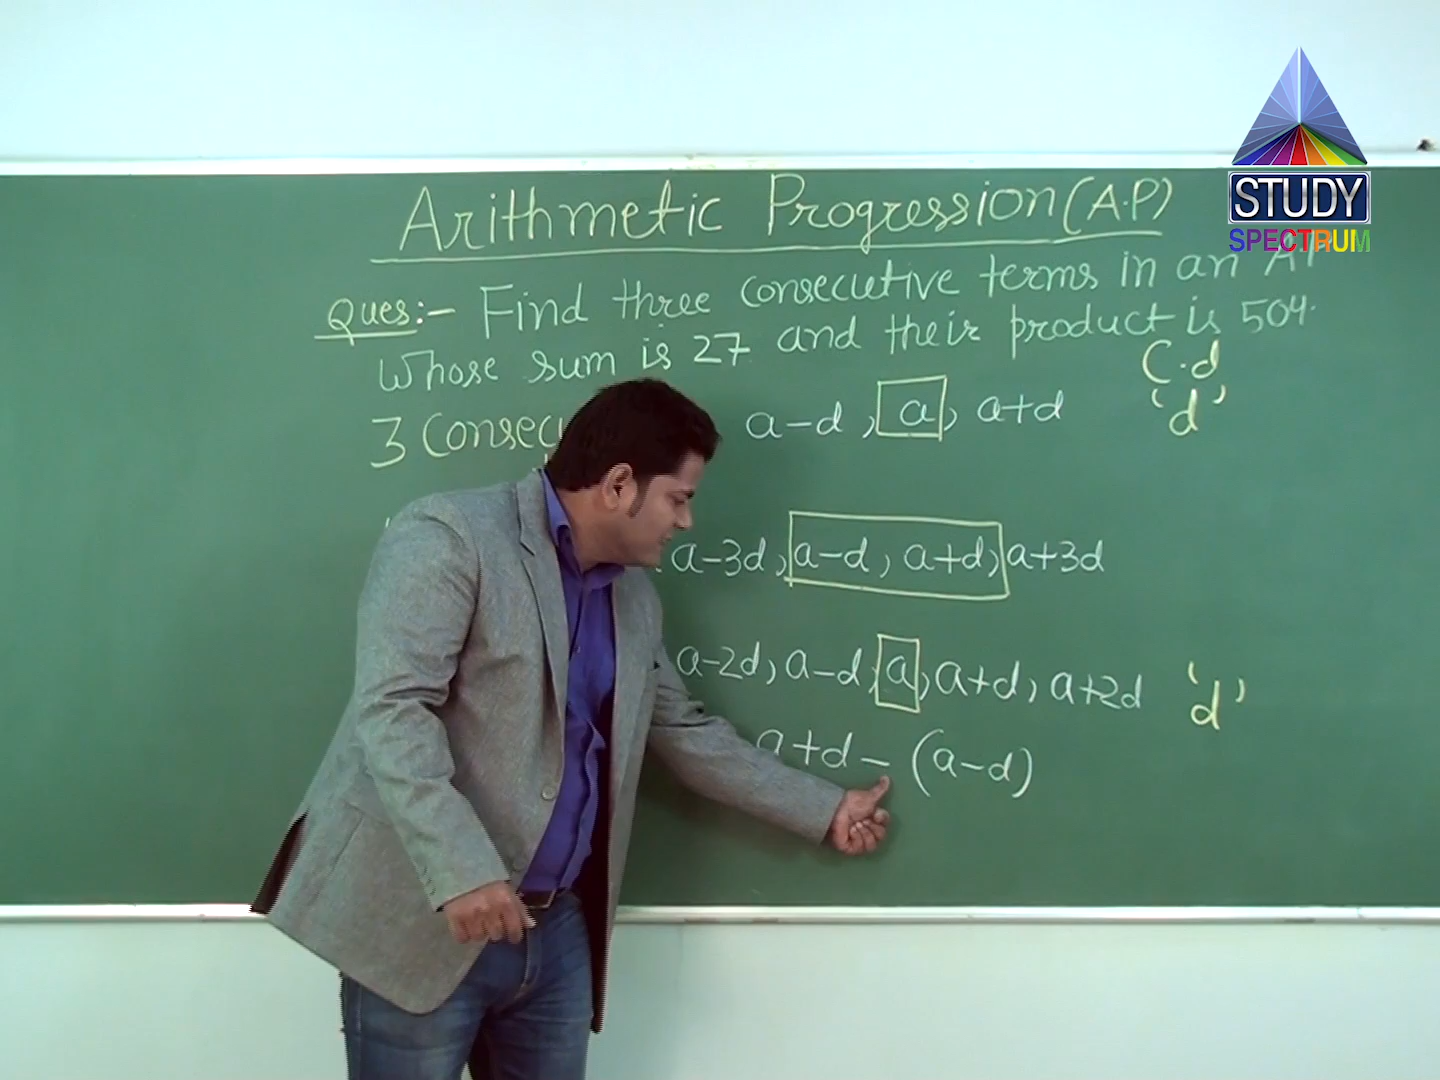 STUDY
SPECTRUM
Arithmetic Progression (A.P)
Ques:- Find three consecutive terms in an AP
Whose sum is 27 and their product is 504.
C.d
3 a-d, a, a+d 'd'
a-3d, a-d, a+d, a+3d
a-2d, a-d, a, a+d, a+2d 'd'
a+d - (a-d)